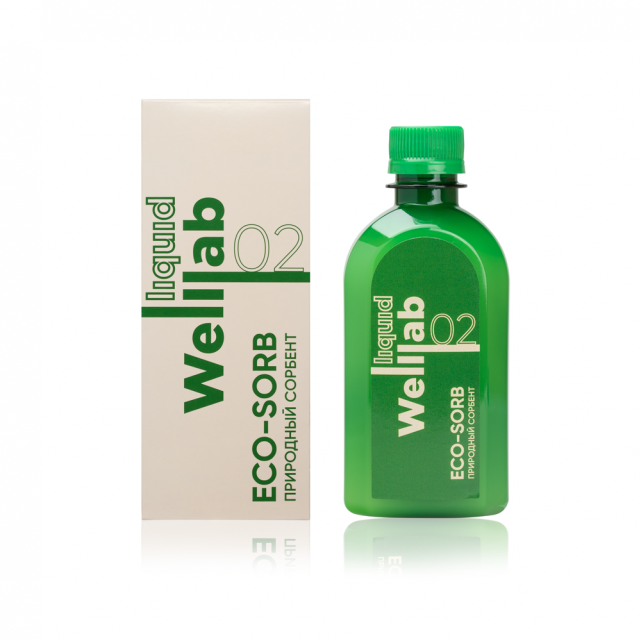 liquid
Welllab
02
ECO-SORB
ПРИРОДНЫЙ СОРБЕНТ
liquid
Welllab
02
ECO-SORB
ПРИРОДНЫЙ СОРБЕНТ